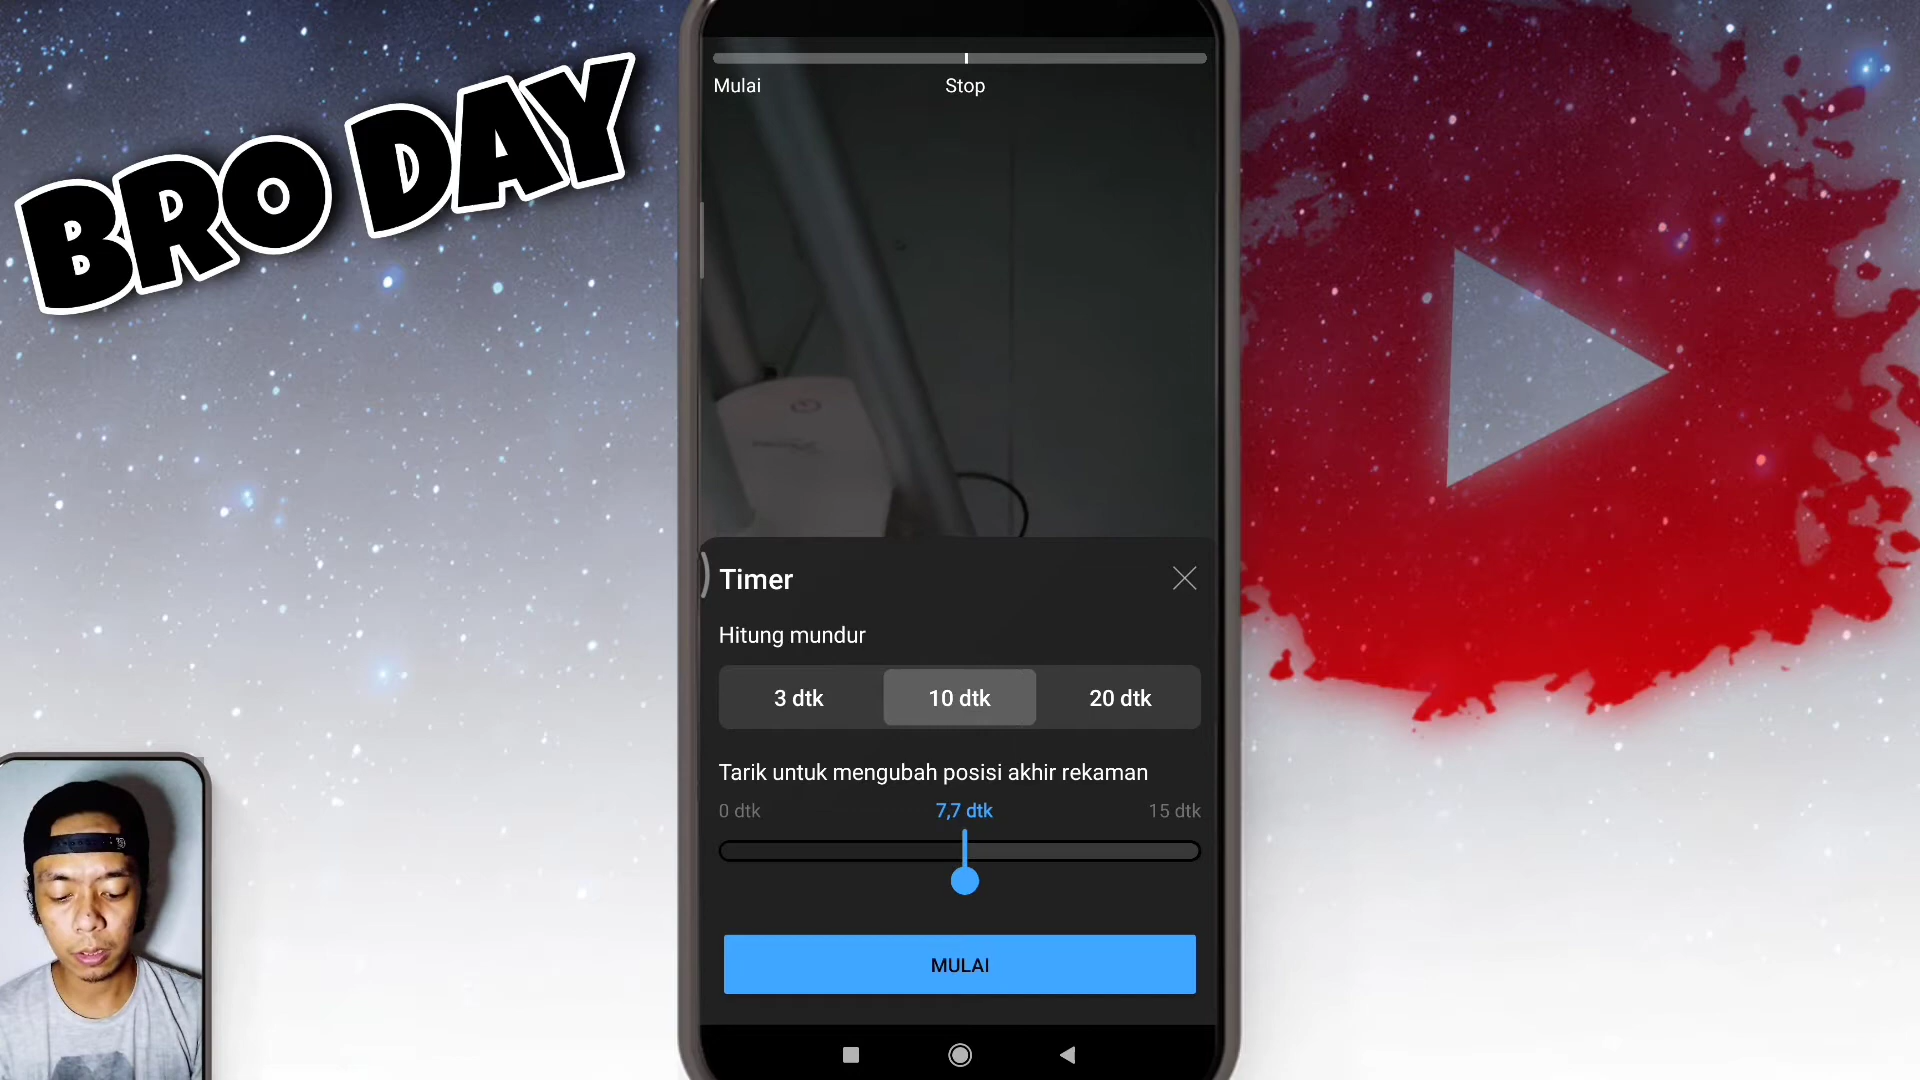 BRO DAY
Mulai Stop
Timer
Hitung mundur
3 dtk 10 dtk 20 dtk
Tarik untuk mengubah posisi akhir rekaman
0 dtk 7,7 dtk 15 dtk
MULAI